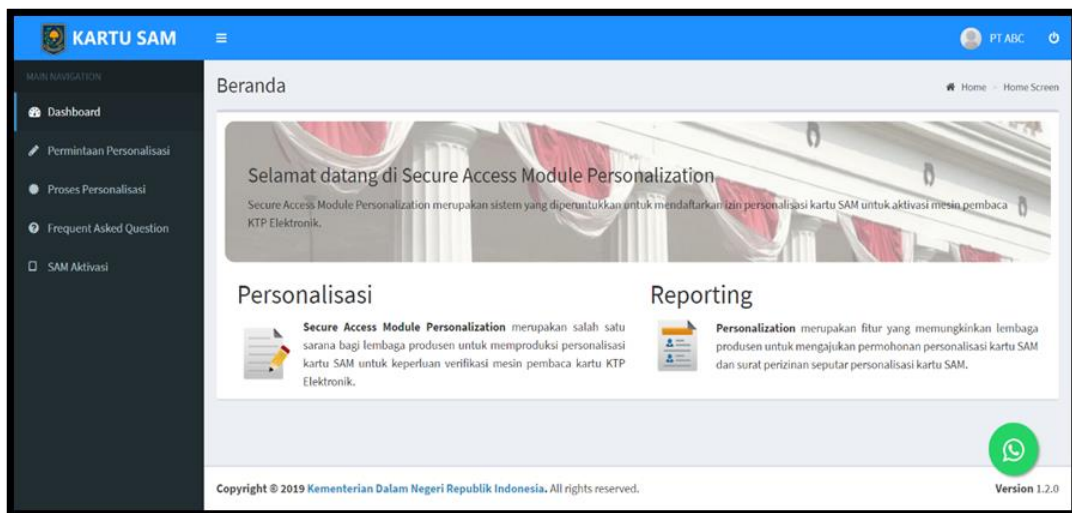 KARTU SAM
PT ABC
MAIN NAVIGATION
Dashboard
Permintaan Personalisasi
Proses Personalisasi
Frequent Asked Question
SAM Aktivasi
Beranda
Home > Home Screen
Selamat datang di Secure Access Module Personalization
Secure Access Module Personalization merupakan sistem yang diperuntukkan untuk mendaftarkan izin personalisasi kartu SAM untuk aktivasi mesin pembaca
KTP Elektronik.
Personalisasi
Secure Access Module Personalization merupakan salah satu
sarana bagi lembaga produsen untuk memproduksi personalisasi
kartu SAM untuk keperluan verifikasi mesin pembaca kartu KTP
Elektronik.
Reporting
Personalization merupakan fitur yang memungkinkan lembaga
produsen untuk mengajukan permohonan personalisasi kartu SAM
dan surat perizinan seputar personalisasi kartu SAM.
Copyright © 2019 Kementerian Dalam Negeri Republik Indonesia. All rights reserved.
Version 1.2.0